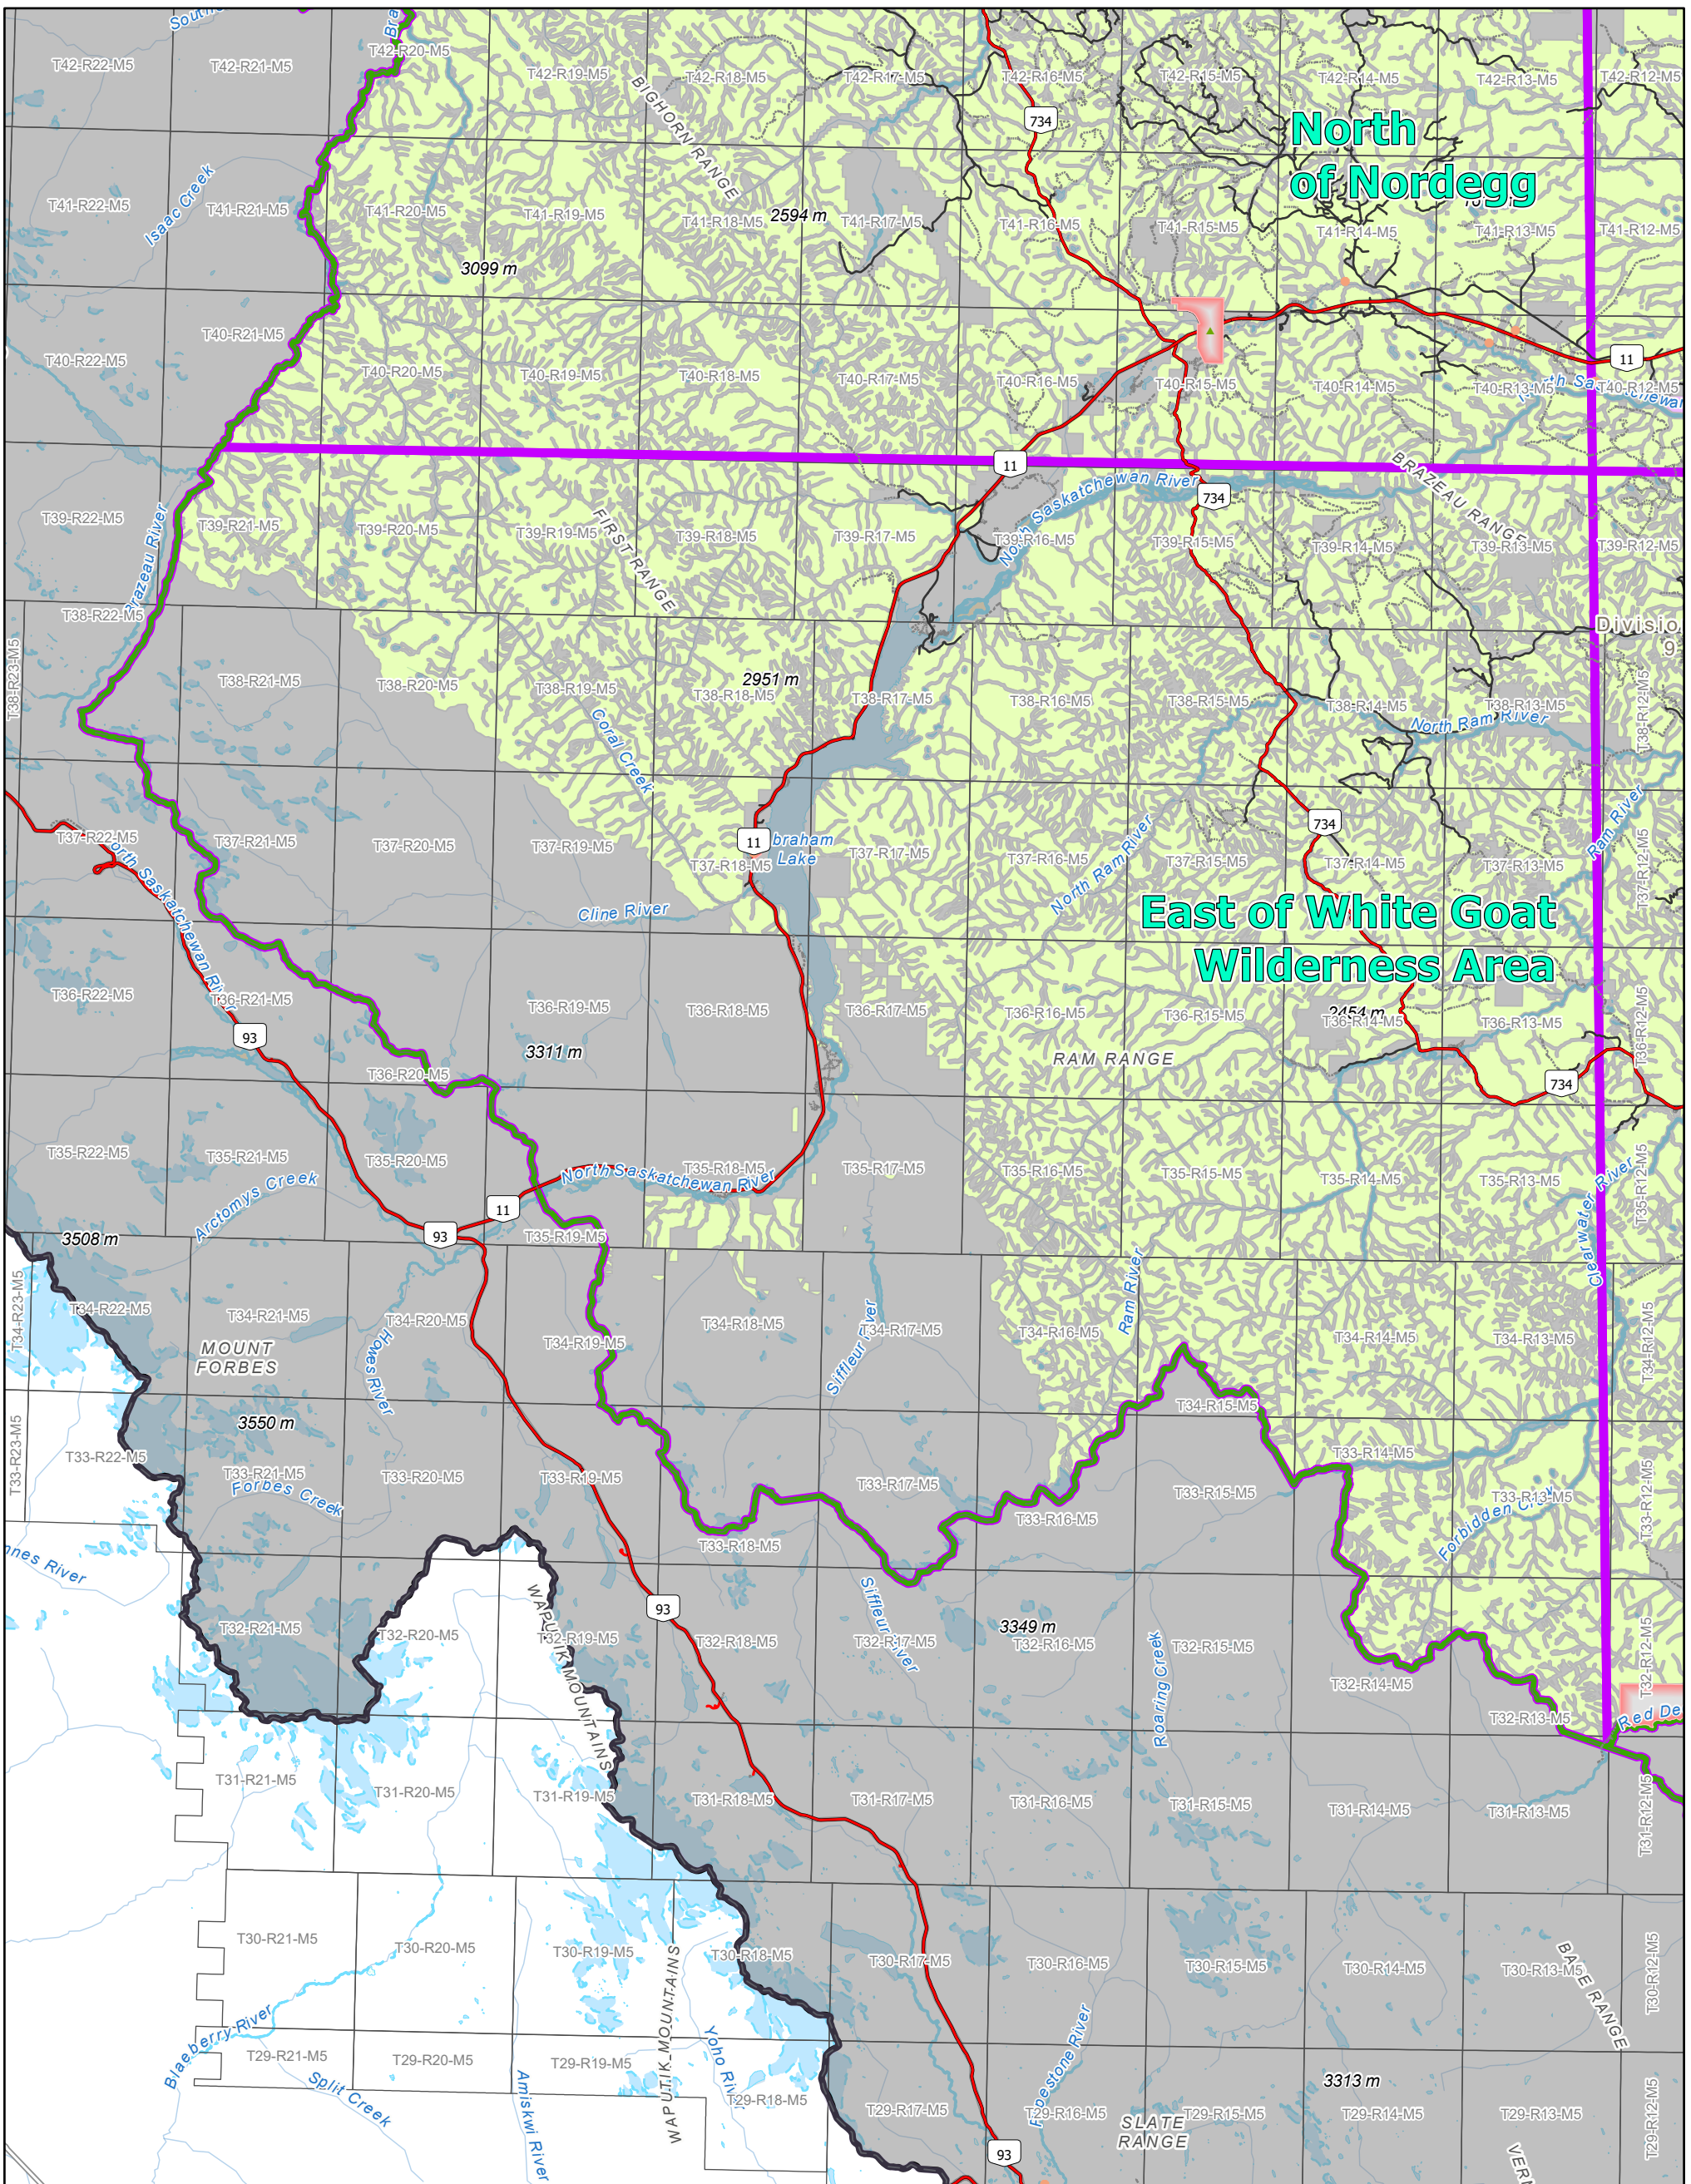 T42-R22-M5
T42-R21-M5
T42-R20-M5
T42-R19-M5
T42-R18-M5
T42-R17-M5
T42-R16-M5
T42-R15-M5
T42-R14-M5
T42-R13-M5
T42-R12-M5
BIGHORN RANGE
734
North
of Nordegg
Isaac Creek
T41-R22-M5
T41-R21-M5
T41-R20-M5
T41-R19-M5
T41-R18-M5
2594 m
T41-R17-M5
T41-R16-M5
T41-R15-M5
T41-R14-M5
T41-R13-M5
T41-R12-M5
3099 m
T40-R22-M5
T40-R21-M5
T40-R20-M5
T40-R19-M5
T40-R18-M5
T40-R17-M5
T40-R16-M5
T40-R15-M5
T40-R14-M5
T40-R13-M5
T40-R12-M5
11
11
North Saskatchewan River
734
BRAZEAU RANGE
T39-R22-M5
T39-R21-M5
T39-R20-M5
T39-R19-M5
T39-R18-M5
T39-R17-M5
T39-R16-M5
T39-R15-M5
T39-R14-M5
T39-R13-M5
T39-R12-M5
Brazeau River
FIRST RANGE
T38-R22-M5
Divisio
9
T38-R23-M5
T38-R21-M5
T38-R20-M5
T38-R19-M5
2951 m
T38-R18-M5
T38-R17-M5
T38-R16-M5
T38-R15-M5
T38-R14-M5
T38-R13-M5
T38-R12-M5
North Ram River
Coral Creek
T37-R22-M5
T37-R21-M5
T37-R20-M5
T37-R19-M5
T37-R18-M5
11
braham
Lake
T37-R17-M5
T37-R16-M5
North Ram River
T37-R15-M5
734
T37-R14-M5
T37-R13-M5
Ram River
T37-R12-M5
North Saskatchewan River
Cline River
East of White Goat
Wilderness Area
T36-R22-M5
T36-R21-M5
T36-R19-M5
T36-R18-M5
T36-R17-M5
T36-R16-M5
T36-R15-M5
2454 m
T36-R14-M5
T36-R13-M5
T36-R12-M5
93
3311 m
RAM RANGE
T36-R20-M5
734
T35-R22-M5
T35-R21-M5
T35-R20-M5
T35-R18-M5
T35-R17-M5
T35-R16-M5
T35-R15-M5
T35-R14-M5
T35-R13-M5
T35-R12-M5
Arctomys Creek
North Saskatchewan River
Clearwater River
11
93
T35-R19-M5
3508 m
T34-R23-M5
T34-R22-M5
T34-R21-M5
T34-R20-M5
T34-R19-M5
T34-R18-M5
T34-R17-M5
T34-R16-M5
Ram River
T34-R14-M5
T34-R13-M5
T34-R12-M5
MOUNT
FORBES
Howse River
Siffleur River
3550 m
T34-R15-M5
T33-R23-M5
T33-R22-M5
T33-R21-M5
T33-R20-M5
T33-R19-M5
T33-R17-M5
T33-R15-M5
T33-R14-M5
T33-R13-M5
T33-R12-M5
Forbes Creek
T33-R16-M5
T33-R18-M5
Forbidden Creek
WAPUTIK MOUNTAINS
93
Siffleur River
3349 m
T32-R21-M5
T32-R20-M5
T32-R19-M5
T32-R18-M5
T32-R17-M5
T32-R16-M5
T32-R15-M5
T32-R14-M5
T32-R13-M5
T32-R12-M5
Roaring Creek
Red De
T31-R21-M5
T31-R20-M5
T31-R19-M5
T31-R18-M5
T31-R17-M5
T31-R16-M5
T31-R15-M5
T31-R14-M5
T31-R13-M5
T31-R12-M5
T30-R21-M5
T30-R20-M5
T30-R19-M5
T30-R18-M5
T30-R17-M5
T30-R16-M5
T30-R15-M5
T30-R14-M5
T30-R13-M5
T30-R12-M5
WAPUTIK MOUNTAINS
Blaeberry River
T29-R21-M5
T29-R20-M5
T29-R19-M5
T29-R18-M5
T29-R17-M5
T29-R16-M5
T29-R15-M5
T29-R14-M5
T29-R13-M5
T29-R12-M5
Split Creek
Amiskwi River
3313 m
SLATE
RANGE
93